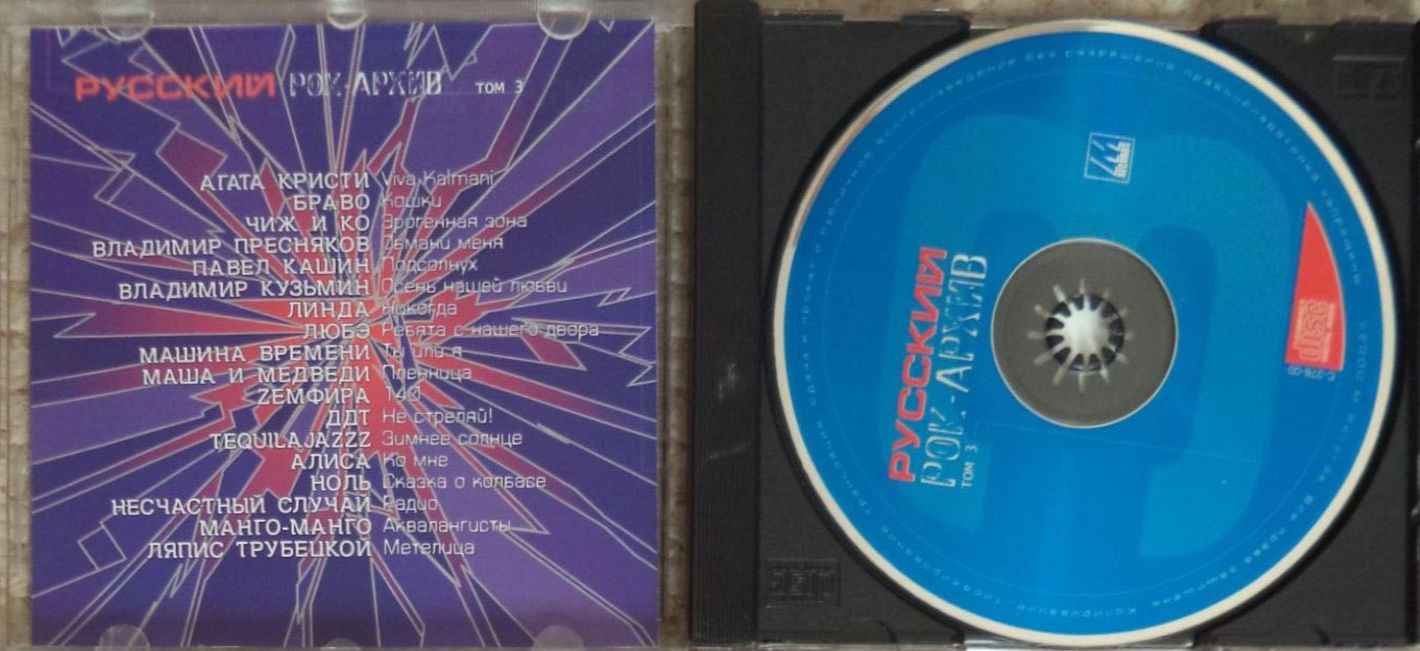 РУССКИЙ РОК-АРХИВ ТОМ 3
АГАТА КРИСТИ Viva Kalmani
БРАВО Кошки
ЧИЖ И КО Эрогенная зона
ВЛАДИМИР ПРЕСНЯКОВ Обмани меня
ПАВЕЛ КАШИН Подсолнух
ВЛАДИМИР КУЗЬМИН Осень нашей любви
ЛИНДА Никогда
ЛЮБЭ Ребята с нашего двора
МАШИНА ВРЕМЕНИ Ты или я
МАША И МЕДВЕДИ Пленница
ZЕМФИРА
ДДТ Не стреляй!
TEQUILAJAZZZ Зимнее солнце
АЛИСА Ко мне
НОЛЬ Сказка о колбасе
НЕСЧАСТНЫЙ СЛУЧАЙ Радио
МАНГО-МАНГО Аквалангисты
ЛЯПИС ТРУБЕЦКОЙ Метелица
РУССКИЙ
РОК-АРХИВ
ТОМ 3
disc